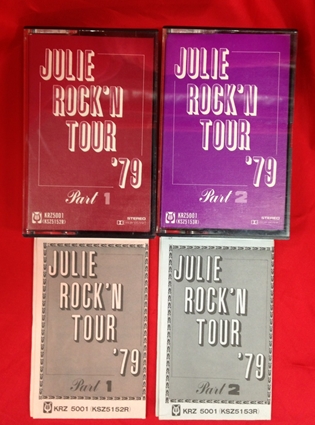 JULIE
ROCK'N
TOUR
'79
Part 1
KRZ5001
(KSZ5152R)
STEREO
JULIE
ROCK'N
TOUR
'79
Part 2
KRZ5001
(KSZ5153R)
STEREO
JULIE
ROCK'N
TOUR
'79
Part 1
KRZ 5001 (KSZ5152R)
JULIE
ROCK'N
TOUR
'79
Part 2
KRZ 5001 (KSZ5153R)